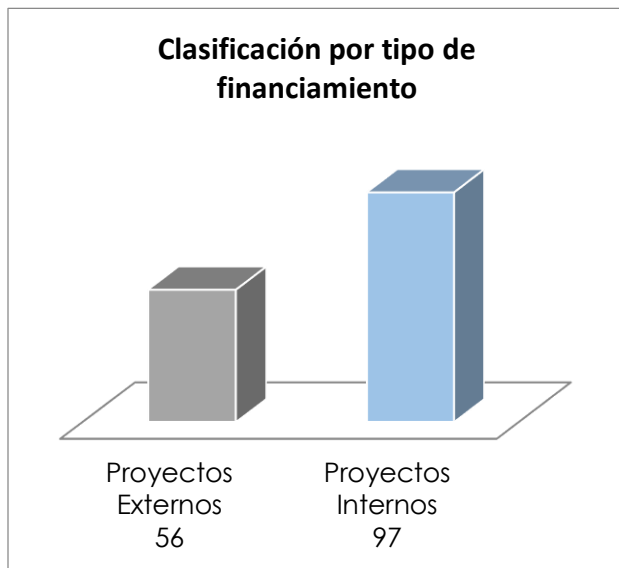 Clasificación por tipo de
financiamiento
Proyectos
Externos
56
Proyectos
Internos
97